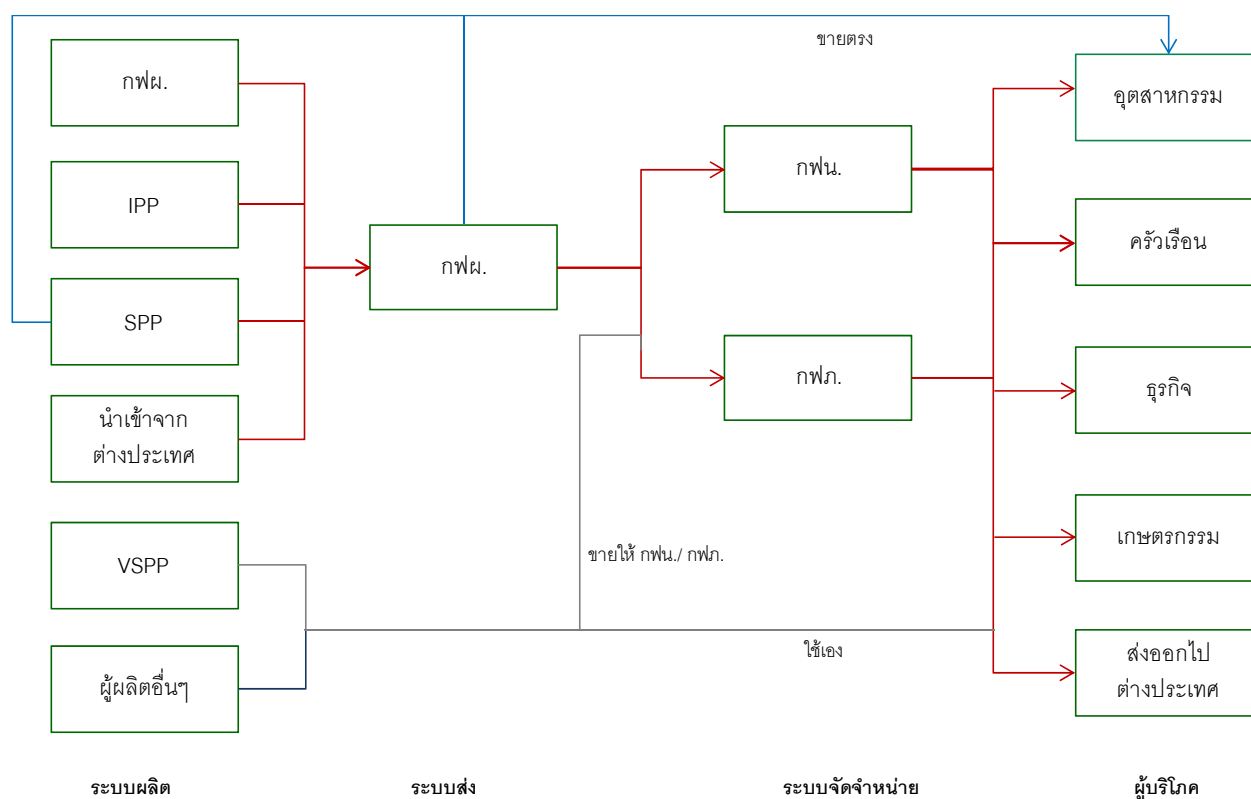 ขายตรง
กฟผ.
IPP
SPP
นำเข้าจาก
ต่างประเทศ
VSPP
ผู้ผลิตอื่นๆ
กฟผ.
กฟน.
กฟภ.
ขายให้ กฟน./ กฟภ.
ใช้เอง
อุตสาหกรรม
ครัวเรือน
ธุรกิจ
เกษตรกรรม
ส่งออกไป
ต่างประเทศ
ระบบผลิต
ระบบส่ง
ระบบจัดจำหน่าย
ผู้บริโภค